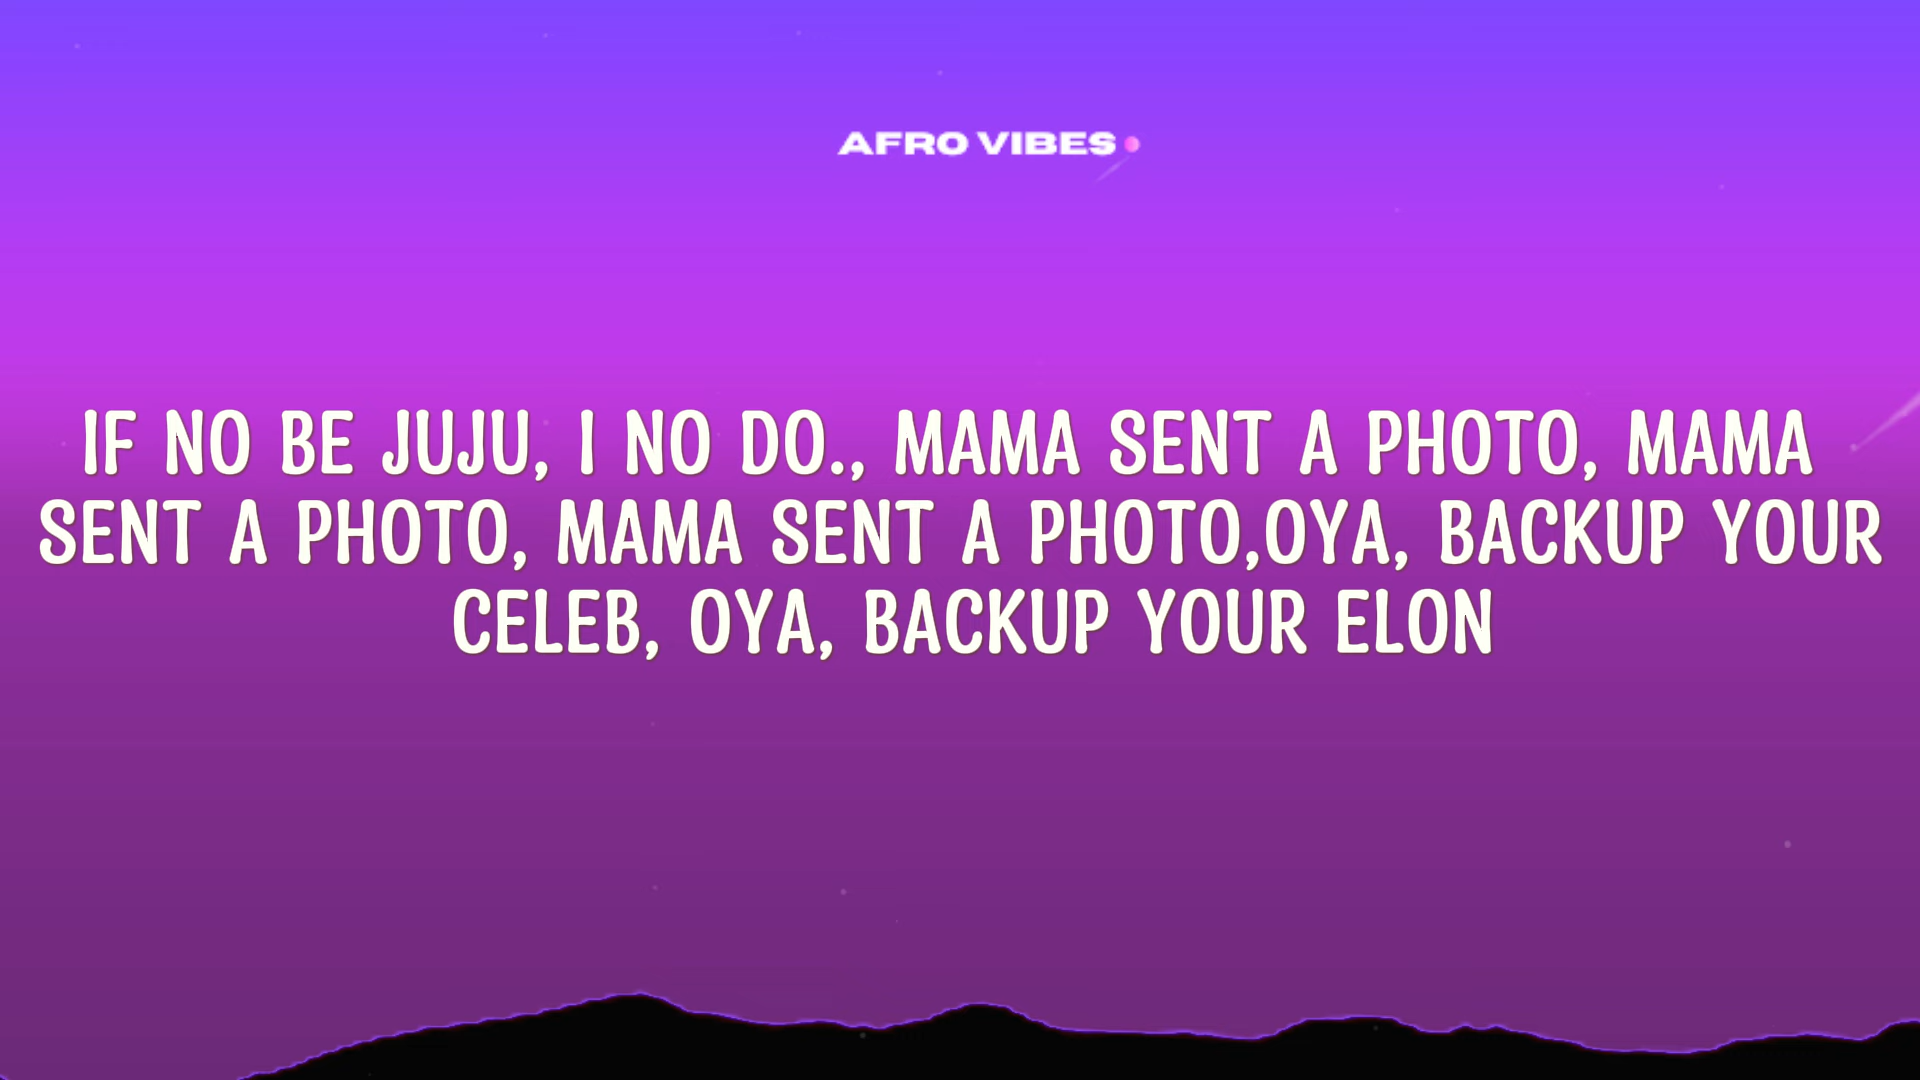 AFRO VIBES
IF NO BE JUJU, I NO DO., MAMA SENT A PHOTO, MAMA
SENT A PHOTO, MAMA SENT A PHOTO,OYA, BACKUP YOUR
CELEB, OYA, BACKUP YOUR ELON